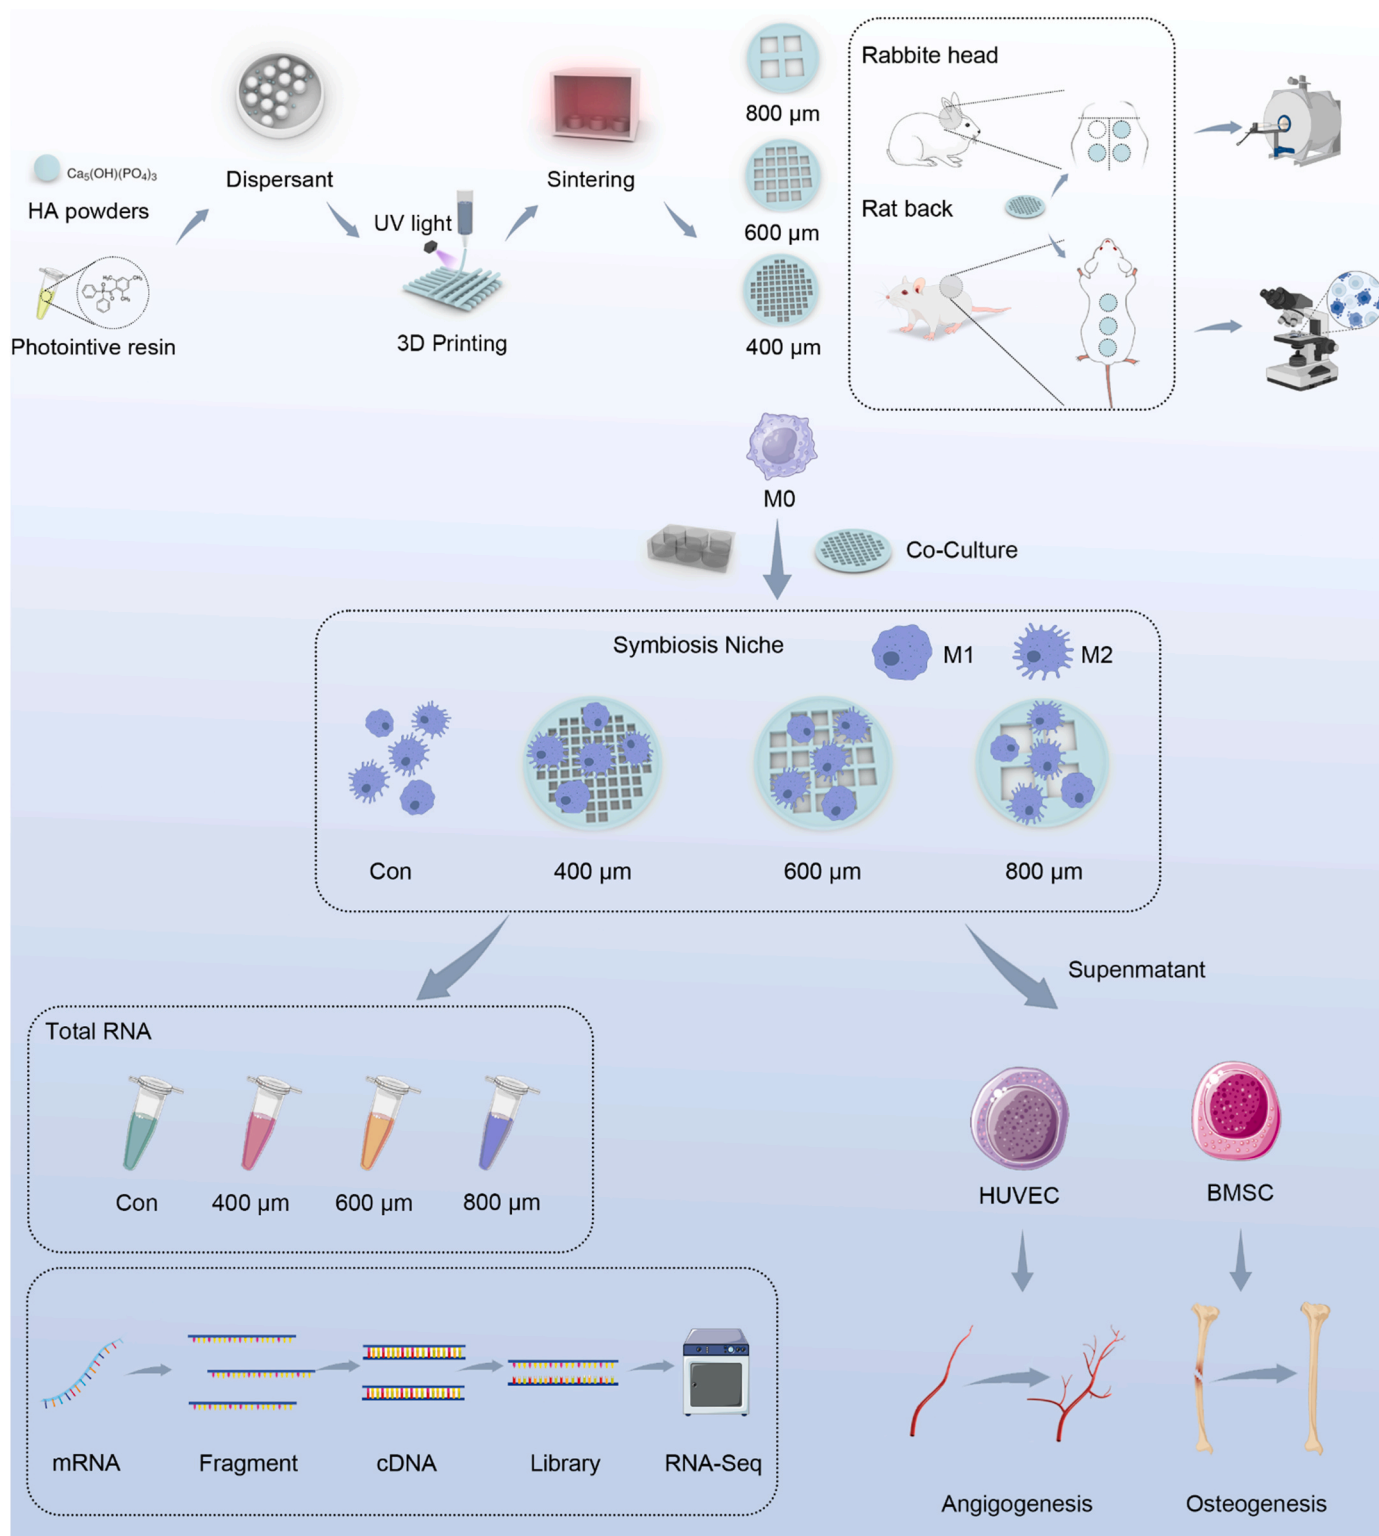 800 µm
600 µm
400 µm
Rabbite head
Rat back
Ca₅(OH)(PO₄)₃
HA powders
Photointive resin
Dispersant
UV light
3D Printing
Sintering
M0
Co-Culture
Symbiosis Niche
M1
M2
Con
400 µm
600 µm
800 µm
Supenmatant
Total RNA
Con
400 µm
600 µm
800 µm
HUVEC
BMSC
mRNA
Fragment
cDNA
Library
RNA-Seq
Angigogenesis
Osteogenesis